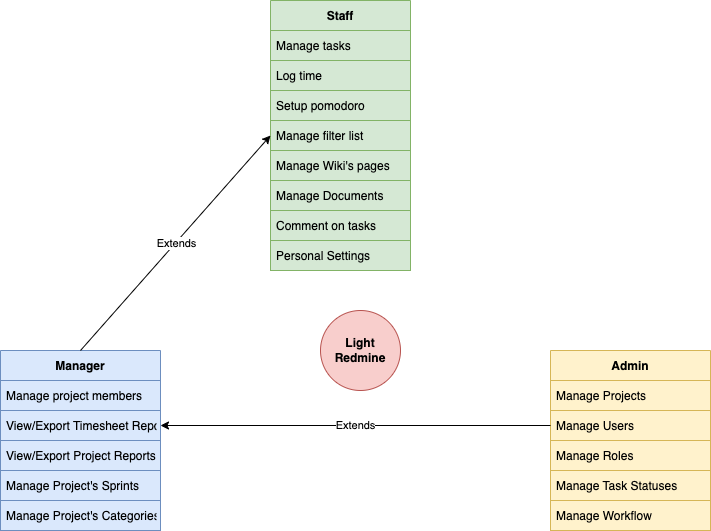 Staff
Manage tasks
Log time
Setup pomodoro
Manage filter list
Manage Wiki's pages
Manage Documents
Comment on tasks
Personal Settings
Extends
Light
Redmine
Manager
Manage project members
View/Export Timesheet Repo
View/Export Project Reports
Manage Project's Sprints
Manage Project's Categories
Extends
Admin
Manage Projects
Manage Users
Manage Roles
Manage Task Statuses
Manage Workflow